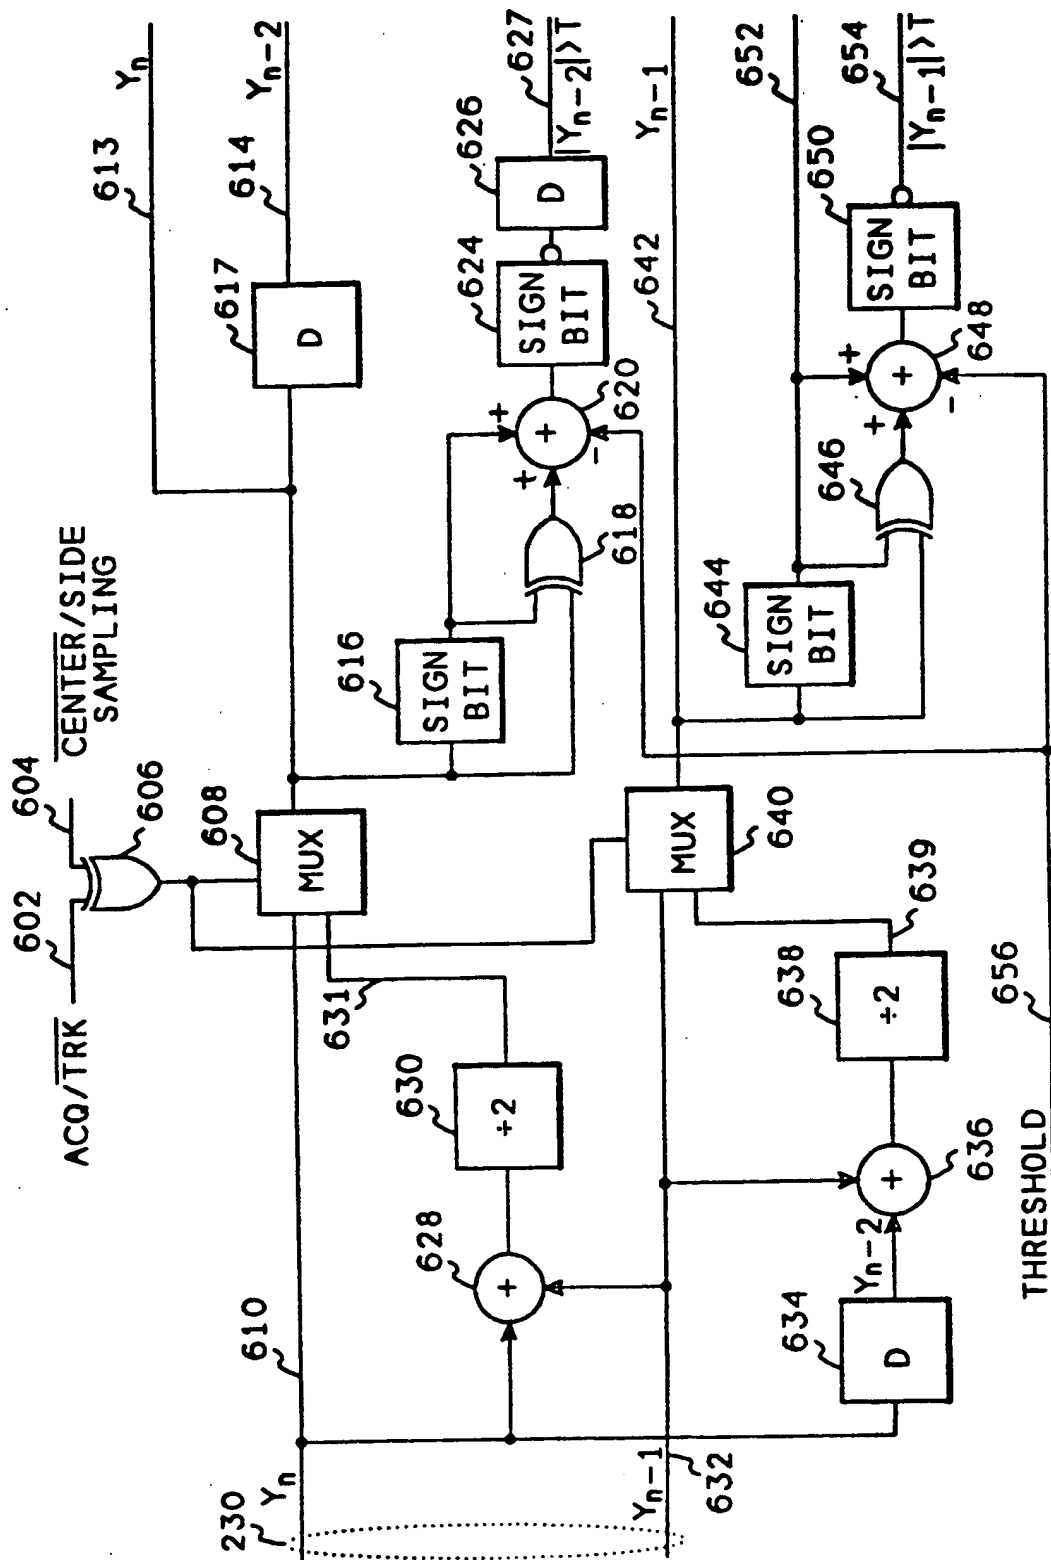 ACQ/TRK
602
604
CENTER/SIDE
SAMPLING
606
608
MUX
230
Yn
610
613
Yn
614
Yn-2
617
D
616
SIGN
BIT
618
+
+
+
-
620
624
SIGN
BIT
626
D
627
|Yn-2|>T
628
+
630
÷2
631
Yn-1
632
640
MUX
642
Yn-1
634
D
Yn-2
636
+
638
÷2
639
644
SIGN
BIT
646
+
+
+
-
648
650
SIGN
BIT
652
654
|Yn-1|>T
THRESHOLD
656